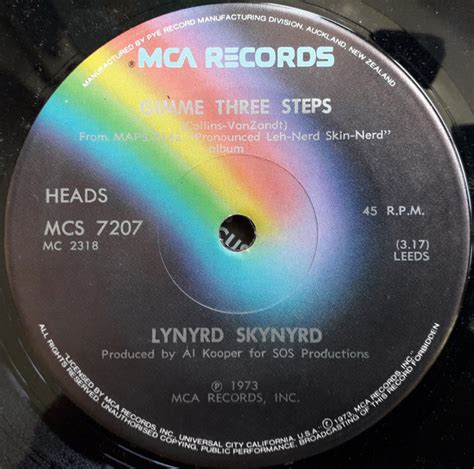 MANUFACTURED BY PYE RECORD MANUFACTURING DIVISION, AUCKLAND, NEW ZEALAND
® MCA RECORDS
GIMME THREE STEPS
(Collins-VanZandt)
"Pronounced Leh-Nerd Skin-Nerd"
From MAPS
album
HEADS
MCS 7207
MC 2318
45 R.P.M.
(3.17)
LEEDS
LYNYRD SKYNYRD
Produced by Al Kooper for SOS Productions
℗ 1973
MCA RECORDS, INC.
LICENSED BY MCA RECORDS, INC. UNIVERSAL CITY CALIFORNIA, U.S.A. © 1973, MCA RECORDS, INC.
ALL RIGHTS RESERVED. UNAUTHORISED COPYING, PUBLIC PERFORMANCE, BROADCASTING OF THIS RECORD FORBIDDEN